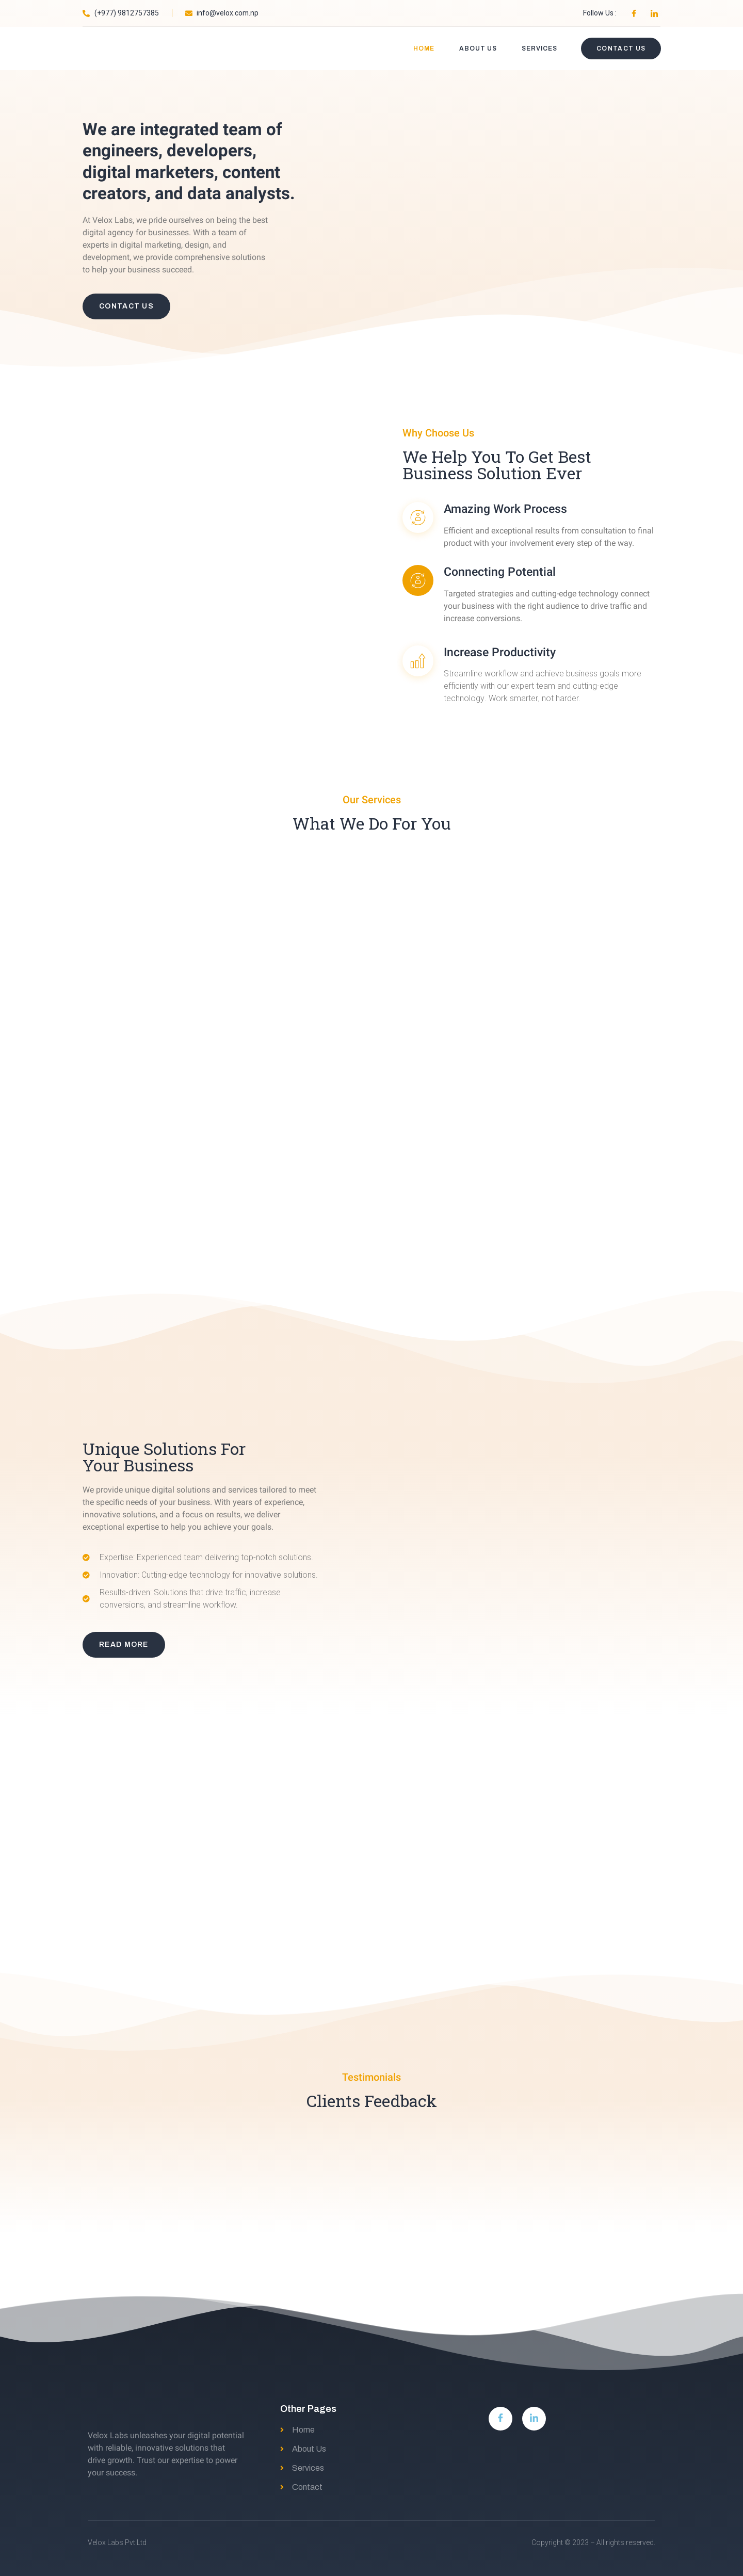 (+977) 9812757385
info@velox.com.np
Follow Us :
HOME
ABOUT US
SERVICES
CONTACT US
We are integrated team of
engineers, developers,
digital marketers, content
creators, and data analysts.
At Velox Labs, we pride ourselves on being the best
digital agency for businesses. With a team of
experts in digital marketing, design, and
development, we provide comprehensive solutions
to help your business succeed.
CONTACT US
Why Choose Us
We Help You To Get Best
Business Solution Ever
Amazing Work Process
Efficient and exceptional results from consultation to final
product with your involvement every step of the way.
Connecting Potential
Targeted strategies and cutting-edge technology connect
your business with the right audience to drive traffic and
increase conversions.
Increase Productivity
Streamline workflow and achieve business goals more
efficiently with our expert team and cutting-edge
technology. Work smarter, not harder.
Our Services
What We Do For You
Unique Solutions For
Your Business
We provide unique digital solutions and services tailored to meet
the specific needs of your business. With years of experience,
innovative solutions, and a focus on results, we deliver
exceptional expertise to help you achieve your goals.
Expertise: Experienced team delivering top-notch solutions.
Innovation: Cutting-edge technology for innovative solutions.
Results-driven: Solutions that drive traffic, increase
conversions, and streamline workflow.
READ MORE
Testimonials
Clients Feedback
Velox Labs unleashes your digital potential
with reliable, innovative solutions that
drive growth. Trust our expertise to power
your success.
Other Pages
Home
About Us
Services
Contact
Velox Labs Pvt.Ltd
Copyright © 2023 – All rights reserved.